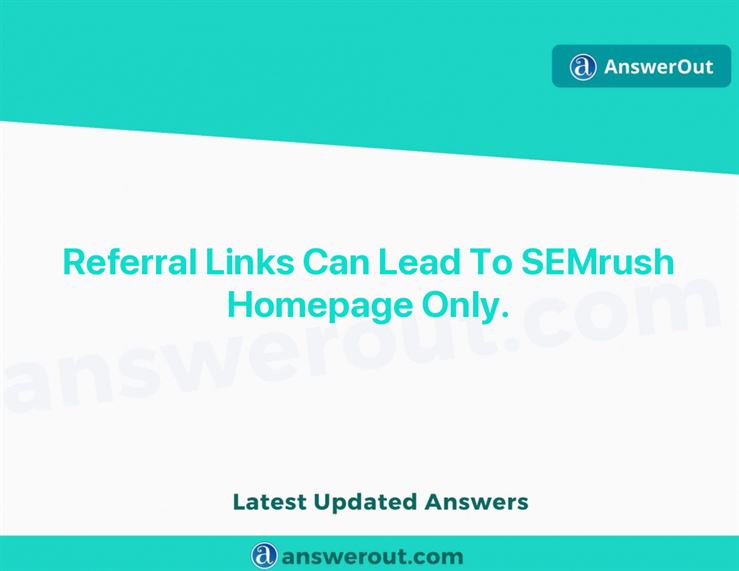 AnswerOut
Referral Links Can Lead To SEMrush
Homepage Only.
answerout.com
Latest Updated Answers
answerout.com